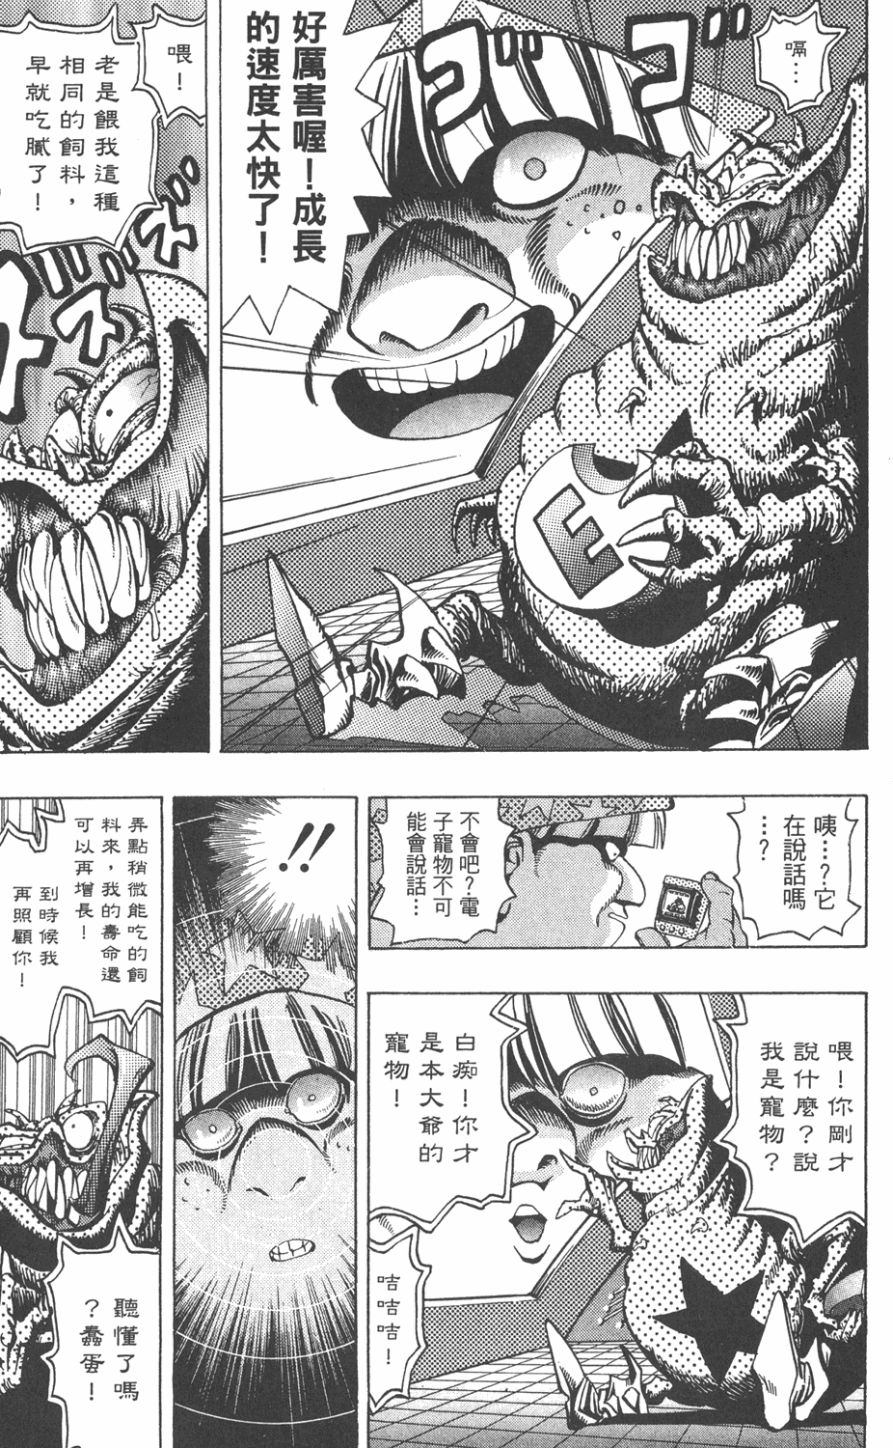 嗝…
ゴゴ
好厲害喔！成長
的速度太快了！
E
喂！
老是餵我這種
相同的飼料，
早就吃膩了！
咦…？它
在說話嗎
…？
不會吧？電
子寵物不可
能會說話…
喂！你剛才
說什麼？說
我是寵物？
白痴！你才
是本大爺的
寵物！
咭咭咭！
!!
弄點稍微能吃的飼
料來，我的壽命還
可以再增長！
到時候我
再照顧你！
聽懂了嗎
？蠢蛋！